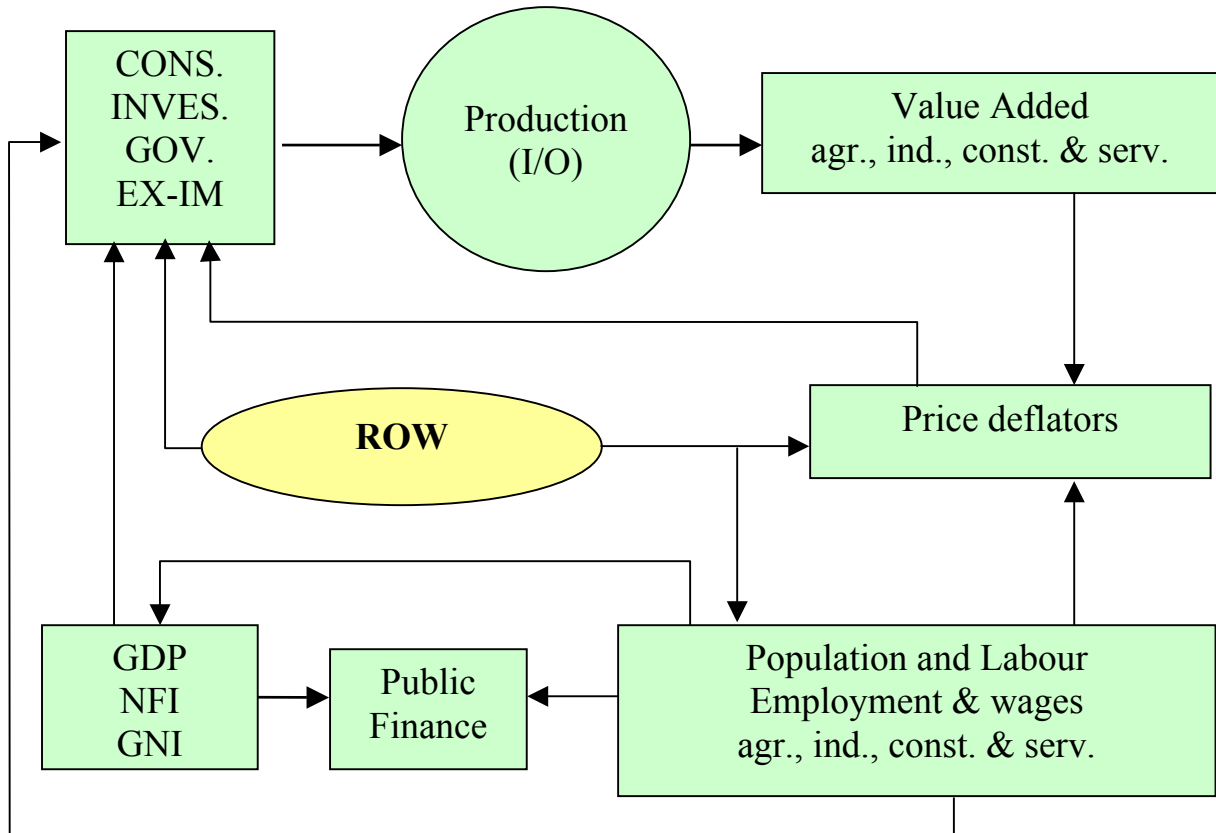 CONS.
INVES.
GOV.
EX-IM
Production
(I/O)
Value Added
agr., ind., const. & serv.
ROW
Price deflators
GDP
NFI
GNI
Public
Finance
Population and Labour
Employment & wages
agr., ind., const. & serv.